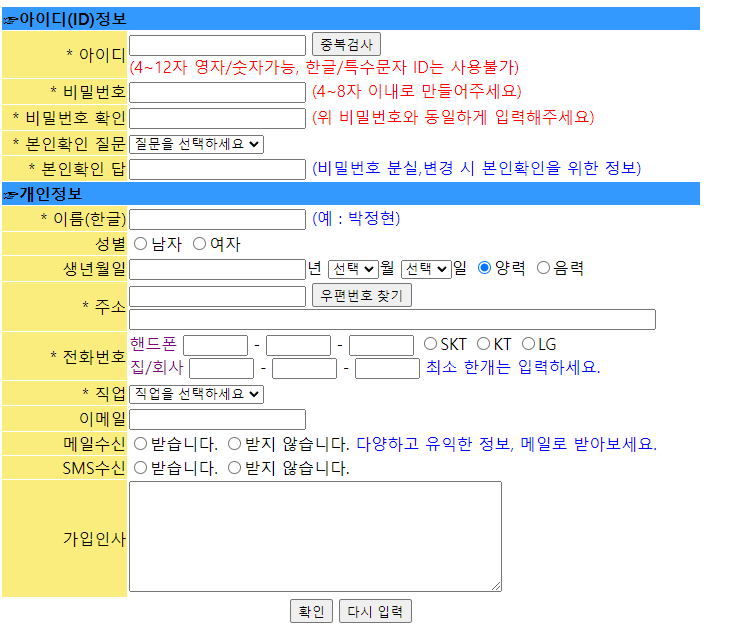 ☞아이디(ID)정보
* 아이디 중복검사
(4~12자 영자/숫자가능, 한글/특수문자 ID는 사용불가)
* 비밀번호 (4~8자 이내로 만들어주세요)
* 비밀번호 확인 (위 비밀번호와 동일하게 입력해주세요)
* 본인확인 질문 질문을 선택하세요
* 본인확인 답 (비밀번호 분실,변경 시 본인확인을 위한 정보)
☞개인정보
* 이름(한글) (예 : 박정현)
성별 남자 여자
생년월일 년 선택 월 선택 일 양력 음력
* 주소 우편번호 찾기
* 전화번호 핸드폰 - - SKT KT LG
집/회사 - - 최소 한개는 입력하세요.
* 직업 직업을 선택하세요
이메일
메일수신 받습니다. 받지 않습니다. 다양하고 유익한 정보, 메일로 받아보세요.
SMS수신 받습니다. 받지 않습니다.
가입인사
확인 다시 입력